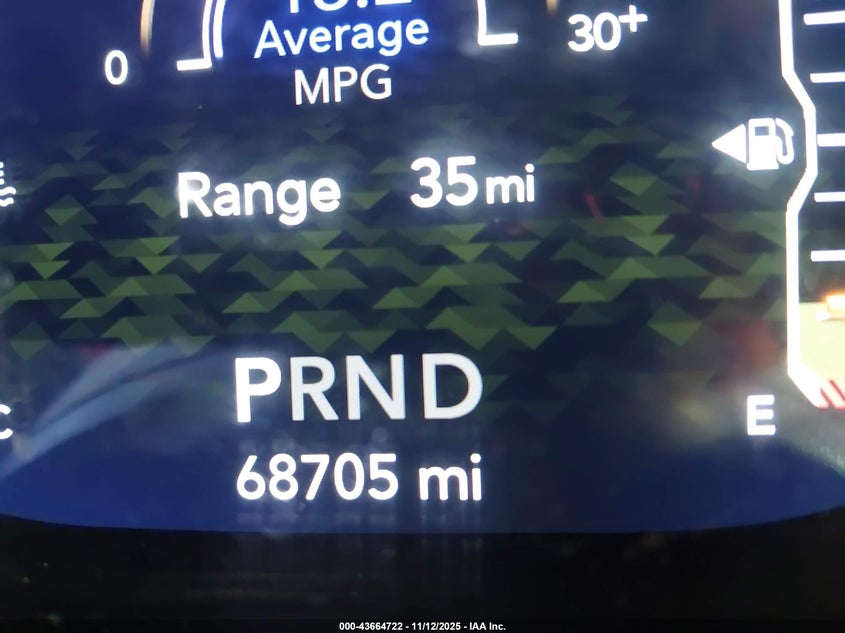 Average
0
30+
MPG
Range 35 mi
PRND
E
68705 mi
000-43664722 - 11/12/2025 - IAA Inc.